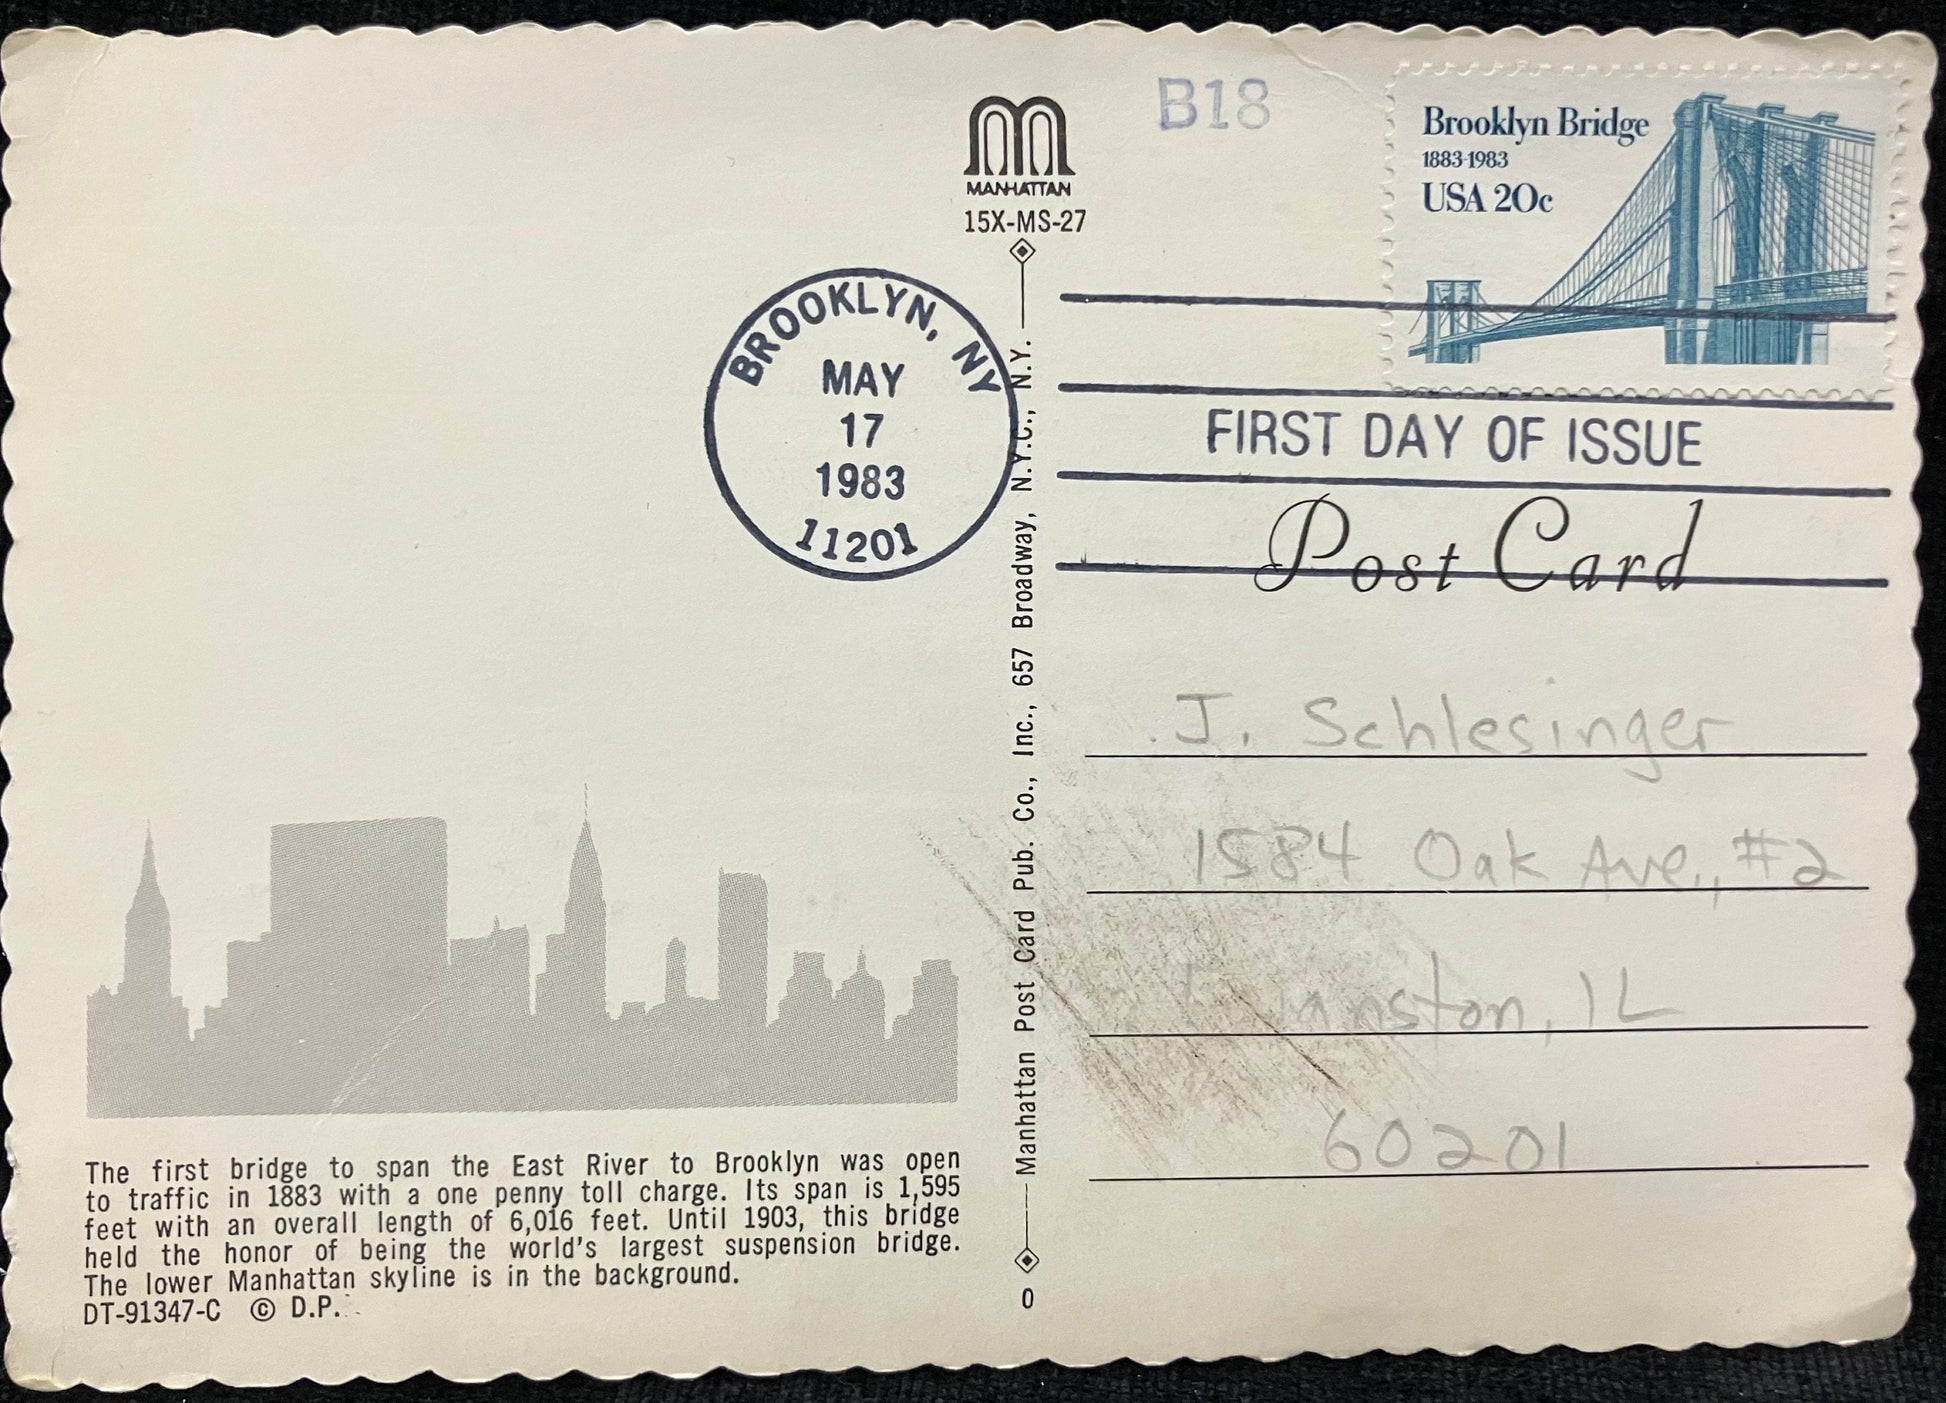 The first bridge to span the East River to Brooklyn was open
to traffic in 1883 with a one penny toll charge. Its span is 1,595
feet with an overall length of 6,016 feet. Until 1903, this bridge
held the honor of being the world's largest suspension bridge.
The lower Manhattan skyline is in the background.
DT-91347-C © D.P.
BROOKLYN, NY
MAY
17
1983
11201
MANHATTAN
15X-MS-27
Manhattan Post Card Pub. Co., Inc., 657 Broadway, N.Y.C., N.Y.
0
B18
Brooklyn Bridge
1883-1983
USA 20c
FIRST DAY OF ISSUE
Post Card
J. Schlesinger
1584 Oak Ave., #2
IL
60201